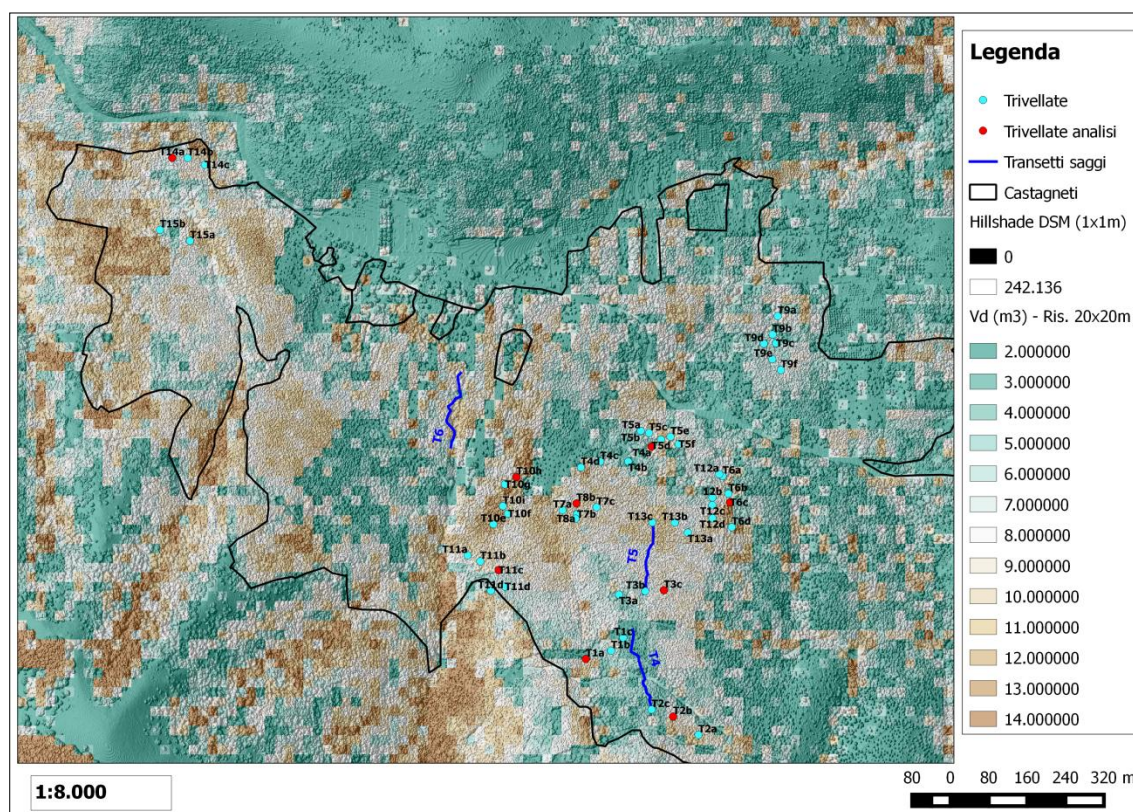 T14a T14b
T14c
T15b
T15a
T9a
T9b
T9d T9c
T9e
T9f
T6
T5a T5c T5e
T5b T5d T5f
T4d T4c T4a
T4b
T12a T6a
T10h
T10g
T6b
12b
T6c
T10i
T10f
T10e
T7a T8b T7c
T8a T7b
T12c
T12d T6d
T13c T13b
T13a
T11a T11b
T11c
T11d T11d
T5
T3b T3c
T3a
T1c
T1b
T1a
T4
T2c T2b
T2a
1:8.000
Legenda
Trivellate
Trivellate analisi
Transetti saggi
Castagneti
Hillshade DSM (1x1m)
0
242.136
Vd (m3) - Ris. 20x20m
2.000000
3.000000
4.000000
5.000000
6.000000
7.000000
8.000000
9.000000
10.000000
11.000000
12.000000
13.000000
14.000000
80 0 80 160 240 320 m